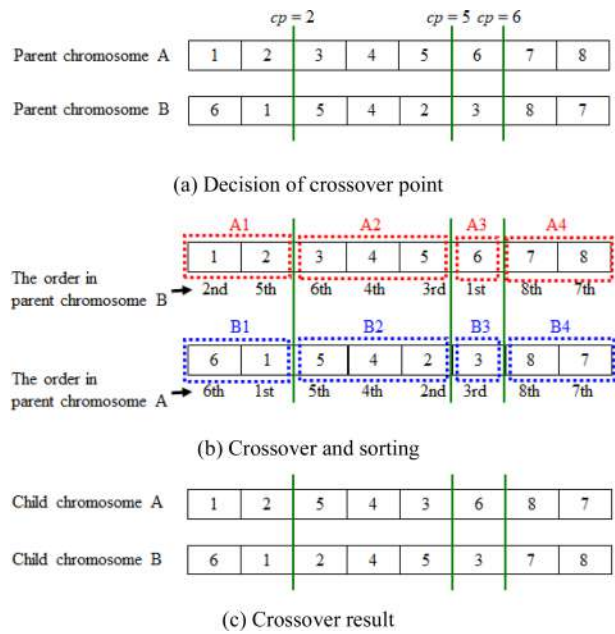 cp = 2 cp = 5 cp = 6
Parent chromosome A 1 2 3 4 5 6 7 8
Parent chromosome B 6 1 5 4 2 3 8 7
(a) Decision of crossover point
A1 A2 A3 A4
1 2 3 4 5 6 7 8
The order in
parent chromosome B 2nd 5th 6th 4th 3rd 1st 8th 7th
B1 B2 B3 B4
6 1 5 4 2 3 8 7
The order in
parent chromosome A 6th 1st 5th 4th 2nd 3rd 8th 7th
(b) Crossover and sorting
Child chromosome A 1 2 5 4 3 6 8 7
Child chromosome B 6 1 2 4 5 3 7 8
(c) Crossover result